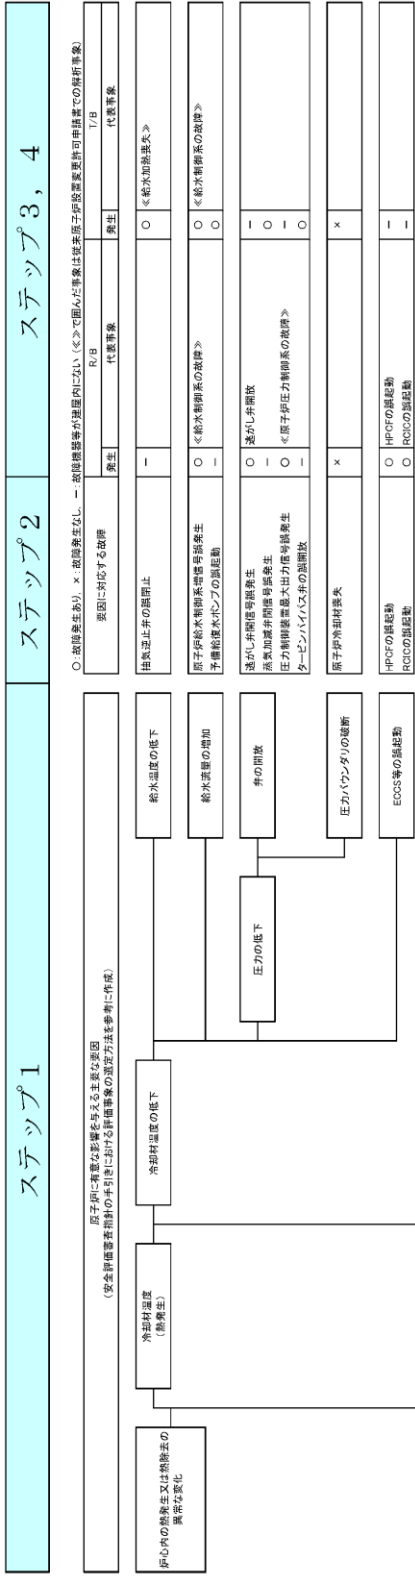 ステップ1
ステップ2
ステップ3，4
○：故障発生あり，×：故障発生なし，－：故障機器等が建屋内にない（≪≫で囲んだ事象は従来原子炉設置変更許可申請書での解析事象）
原子炉に有意な影響を与える主要な要因
（安全評価審査指針の手引きにおける評価事象の選定方法を参考に作成）
要因に対応する故障
R/B
T/B
発生
代表事象
発生
代表事象
炉心内の熱発生又は熱除去の
異常な変化
冷却材温度
（熱発生）
冷却材温度の低下
給水温度の低下
抽気逆止弁の誤閉止
－
○
≪給水加熱喪失≫
給水流量の増加
原子炉給水制御系増信号誤発生
○
≪給水制御系の故障≫
○
≪給水制御系の故障≫
予備給復水ポンプの誤起動
－
○
圧力の低下
弁の開放
逃がし弁開信号誤発生
○
逃がし弁開放
－
蒸気加減弁開信号誤発生
－
○
圧力制御装置最大出力信号誤発生
○
≪原子炉圧力制御系の故障≫
－
タービンバイパス弁の誤開放
－
○
圧力バウンダリの破断
原子炉冷却材喪失
×
×
ECCS等の誤起動
HPCFの誤起動
○
HPCFの誤起動
－
RCICの誤起動
○
RCICの誤起動
－